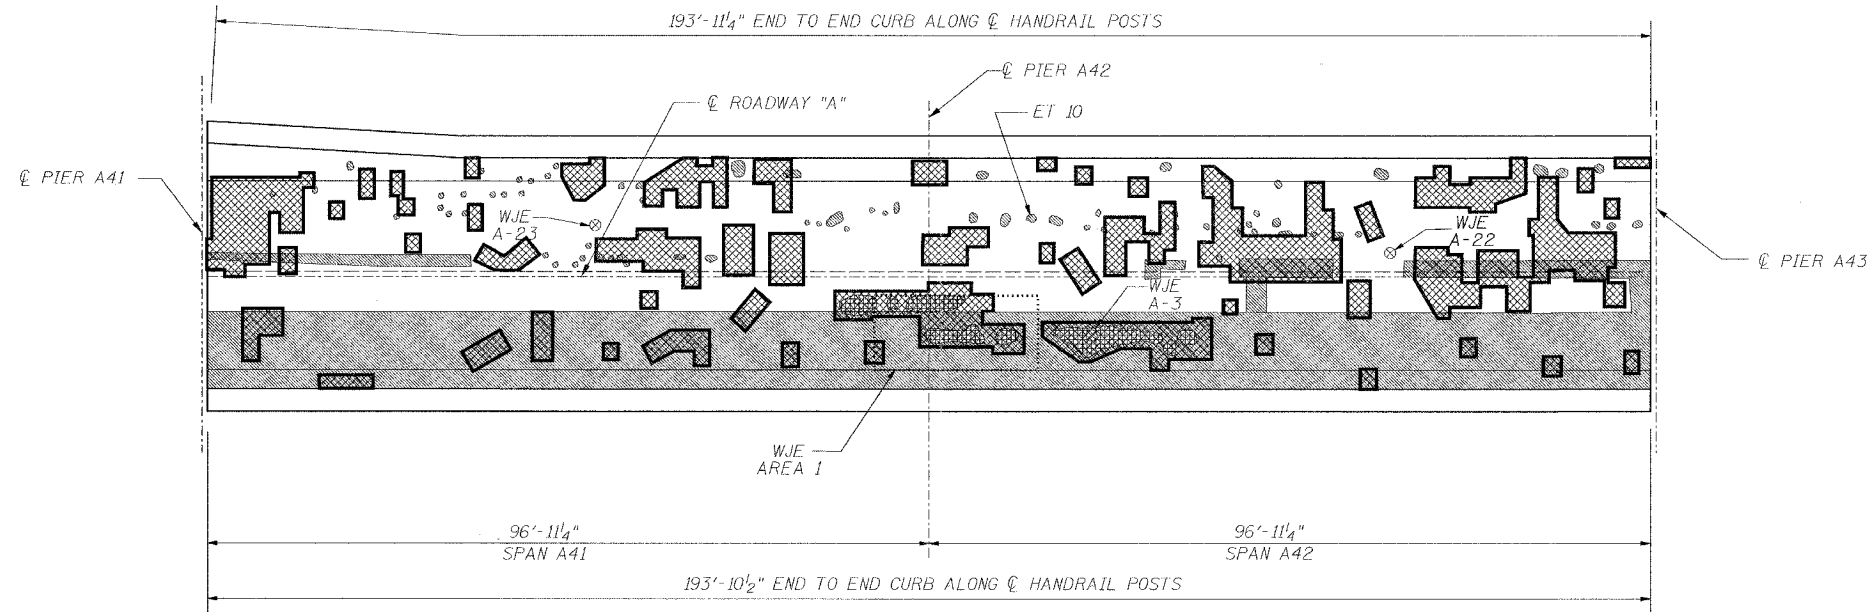 193'-11¼" END TO END CURB ALONG ℄ HANDRAIL POSTS
℄ PIER A42
℄ ROADWAY "A"
ET 10
℄ PIER A41
WJE
A-23
WJE
A-22
℄ PIER A43
WJE
A-3
WJE
AREA 1
96'-11¼"
SPAN A41
96'-11¼"
SPAN A42
193'-10½" END TO END CURB ALONG ℄ HANDRAIL POSTS